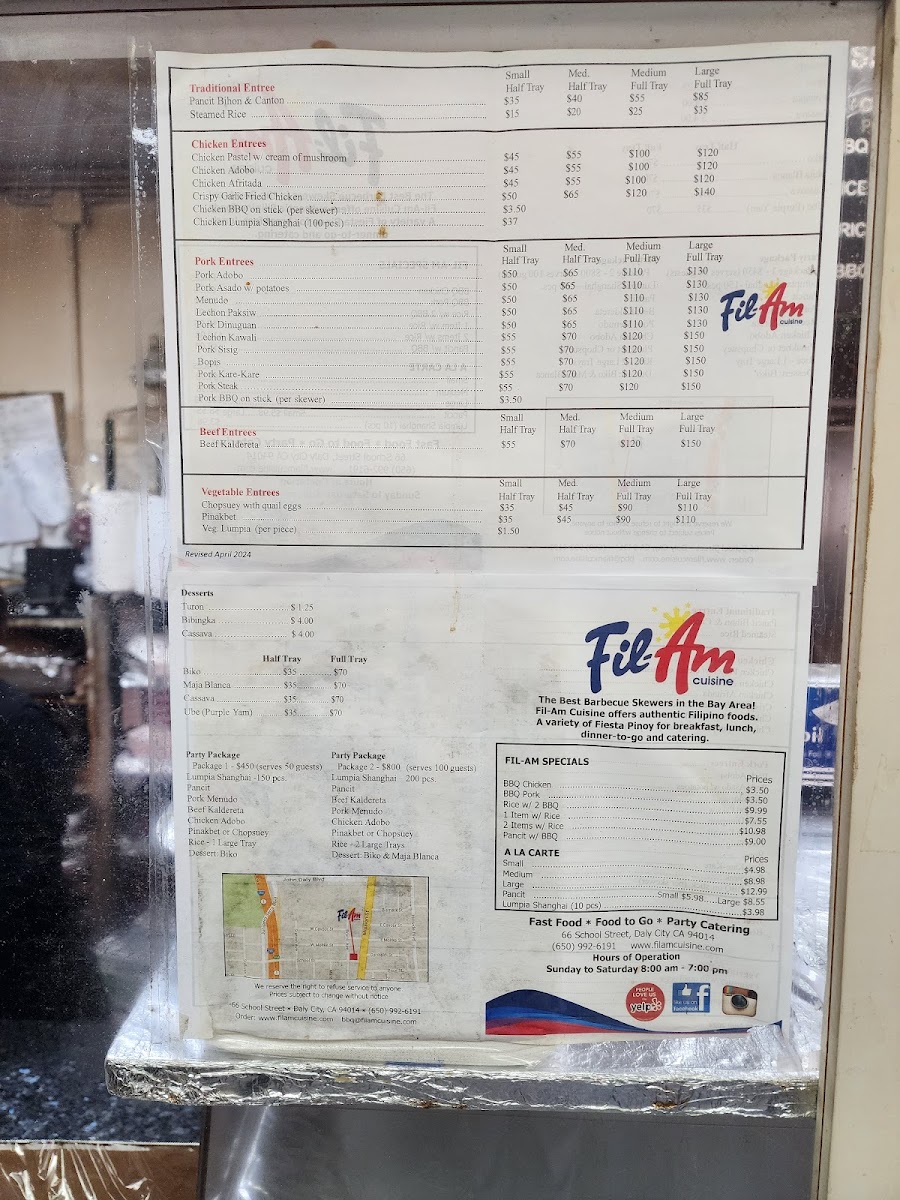 Small Med. Medium Large
Traditional Entree Half Tray Half Tray Full Tray Full Tray
Pancit Bihon & Canton $35 $40 $55 $85
Steamed Rice $15 $20 $25 $35
Chicken Entrees
Chicken Pastel w/ cream of mushroom $45 $55 $100 $120
Chicken Adobo $45 $55 $100 $120
Chicken Afritada $45 $55 $100 $120
Crispy Garlic Fried Chicken $50 $65 $120 $140
Chicken BBQ on stick (per skewer) $3.50
Chicken Lumpia Shanghai (100 pcs) $37
Small Med. Medium Large
Pork Entrees Half Tray Half Tray Full Tray Full Tray
Pork Adobo $50 $65 $110 $130
Pork Asado w/ potatoes $50 $65 $110 $130
Menudo $50 $65 $110 $130
Lechon Paksiw $50 $65 $110 $130
Pork Dinuguan $50 $65 $110 $130
Lechon Kawali $55 $70 $120 $150
Pork Sisig $55 $70 $120 $150
Bopis $55 $70 $120 $150
Pork Kare-Kare $55 $70 $120 $150
Pork Steak $55 $70 $120 $150
Pork BBQ on stick (per skewer) $3.50
Fil-Am
cuisine
Small Med. Medium Large
Beef Entrees Half Tray Half Tray Full Tray Full Tray
Beef Kaldereta $55 $70 $120 $150
Small Med. Medium Large
Vegetable Entrees Half Tray Half Tray Full Tray Full Tray
Chopsuey with quail eggs $35 $45 $90 $110
Pinakbet $35 $45 $90 $110
Veg. Lumpia (per piece) $1.50
Revised April 2024
Desserts
Turon $ 1.25
Bibingka $ 4.00
Cassava $ 4.00
Half Tray Full Tray
Biko $35 $70
Maja Blanca $35 $70
Cassava $35 $70
Ube (Purple Yam) $35 $70
Party Package
Package 1 - $450 (serves 50 guests)
Lumpia Shanghai -150 pcs.
Pancit
Pork Menudo
Beef Kaldereta
Chicken Adobo
Pinakbet or Chopsuey
Rice - 1 Large Tray
Dessert: Biko
Party Package
Package 2 - $800 (serves 100 guests)
Lumpia Shanghai 200 pcs.
Pancit
Beef Kaldereta
Pork Menudo
Chicken Adobo
Pinakbet or Chopsuey
Rice - 2 Large Trays
Dessert: Biko & Maja Blanca
John Daly Blvd
Fil-Am
We reserve the right to refuse service to anyone
Prices subject to change without notice
66 School Street • Daly City, CA 94014 • (650) 992-6191
Order: www.filamcuisine.com bbq@filamcuisine.com
Fil-Am
cuisine
The Best Barbecue Skewers in the Bay Area!
Fil-Am Cuisine offers authentic Filipino foods.
A variety of Fiesta Pinoy for breakfast, lunch,
dinner-to-go and catering.
FIL-AM SPECIALS
Prices
BBQ Chicken $3.50
BBQ Pork $3.50
Rice w/ 2 BBQ $9.99
1 Item w/ Rice $7.55
2 Items w/ Rice $10.98
Pancit w/ BBQ $9.00
A LA CARTE Prices
Small $4.98
Medium $8.98
Large $12.99
Pancit Small $5.98 Large $8.55
Lumpia Shanghai (10 pcs) $3.98
Fast Food * Food to Go * Party Catering
66 School Street, Daly City CA 94014
(650) 992-6191 www.filamcuisine.com
Hours of Operation
Sunday to Saturday 8:00 am - 7:00 pm
PEOPLE
LOVE US
yelp
like us on
facebook